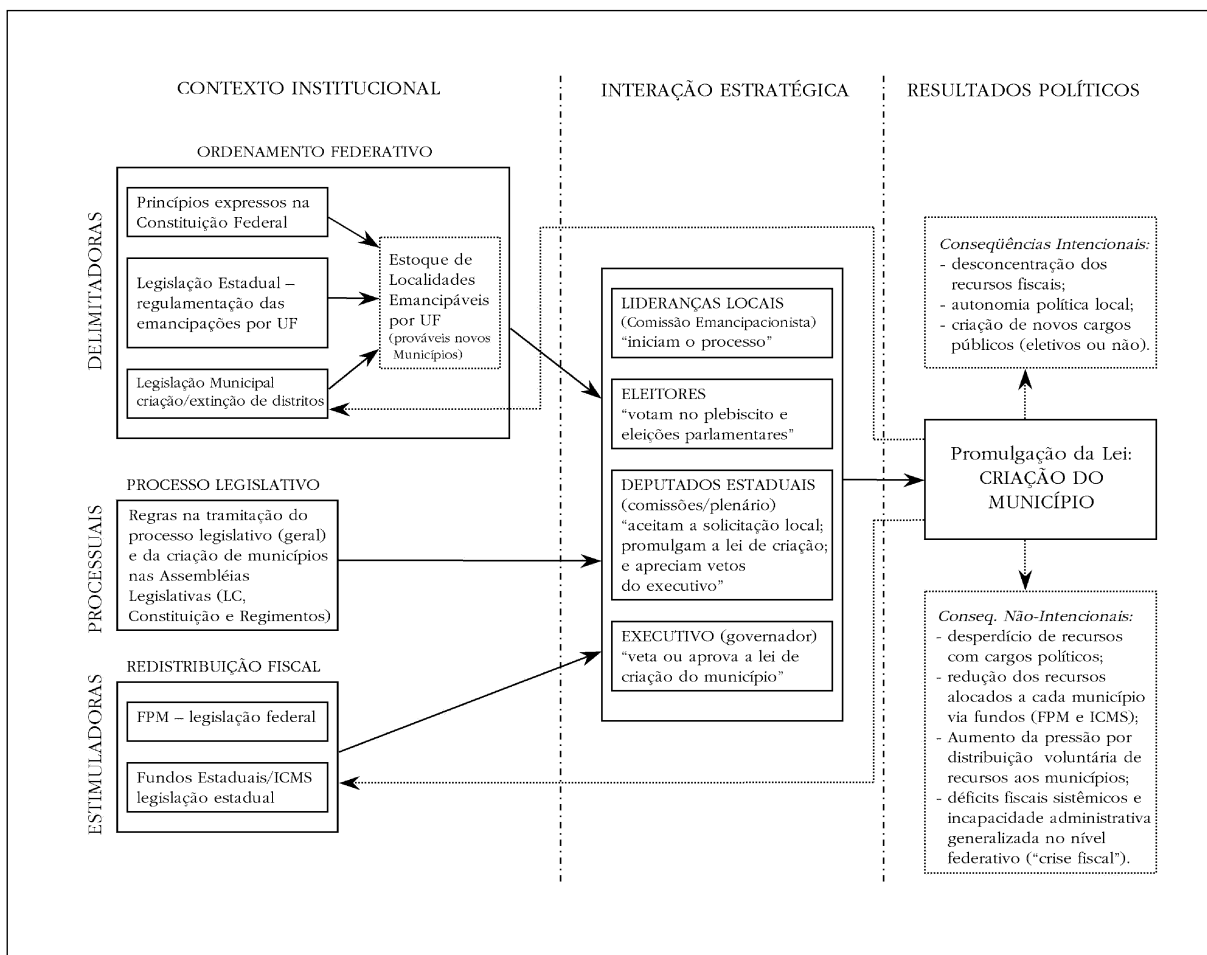 CONTEXTO INSTITUCIONAL
INTERAÇÃO ESTRATÉGICA
RESULTADOS POLÍTICOS
DELIMITADORAS
ORDENAMENTO FEDERATIVO
Princípios expressos na
Constituição Federal
Legislação Estadual –
regulamentação das
emancipações por UF
Legislação Municipal
criação/extinção de distritos
Estoque de
Localidades
Emancipáveis
por UF
(prováveis novos
Municípios)
PROCESSUAIS
PROCESSO LEGISLATIVO
Regras na tramitação do
processo legislativo (geral)
e da criação de municípios
nas Assembléias
Legislativas (LC,
Constituição e Regimentos)
ESTIMULADORAS
REDISTRIBUIÇÃO FISCAL
FPM – legislação federal
Fundos Estaduais/ICMS
legislação estadual
LIDERANÇAS LOCAIS
(Comissão Emancipacionista)
“iniciam o processo”
ELEITORES
“votam no plebiscito e
eleições parlamentares”
DEPUTADOS ESTADUAIS
(comissões/plenário)
“aceitam a solicitação local;
promulgam a lei de criação;
e apreciam vetos
do executivo”
EXECUTIVO (governador)
“veta ou aprova a lei de
criação do município”
Conseqüências Intencionais:
- desconcentração dos
recursos fiscais;
- autonomia política local;
- criação de novos cargos
públicos (eletivos ou não).
Promulgação da Lei:
CRIAÇÃO DO
MUNICÍPIO
Conseq. Não-Intencionais:
- desperdício de recursos
com cargos políticos;
- redução dos recursos
alocados a cada município
via fundos (FPM e ICMS);
- Aumento da pressão por
distribuição voluntária de
recursos aos municípios;
- déficits fiscais sistêmicos e
incapacidade administrativa
generalizada no nível
federativo (“crise fiscal”).